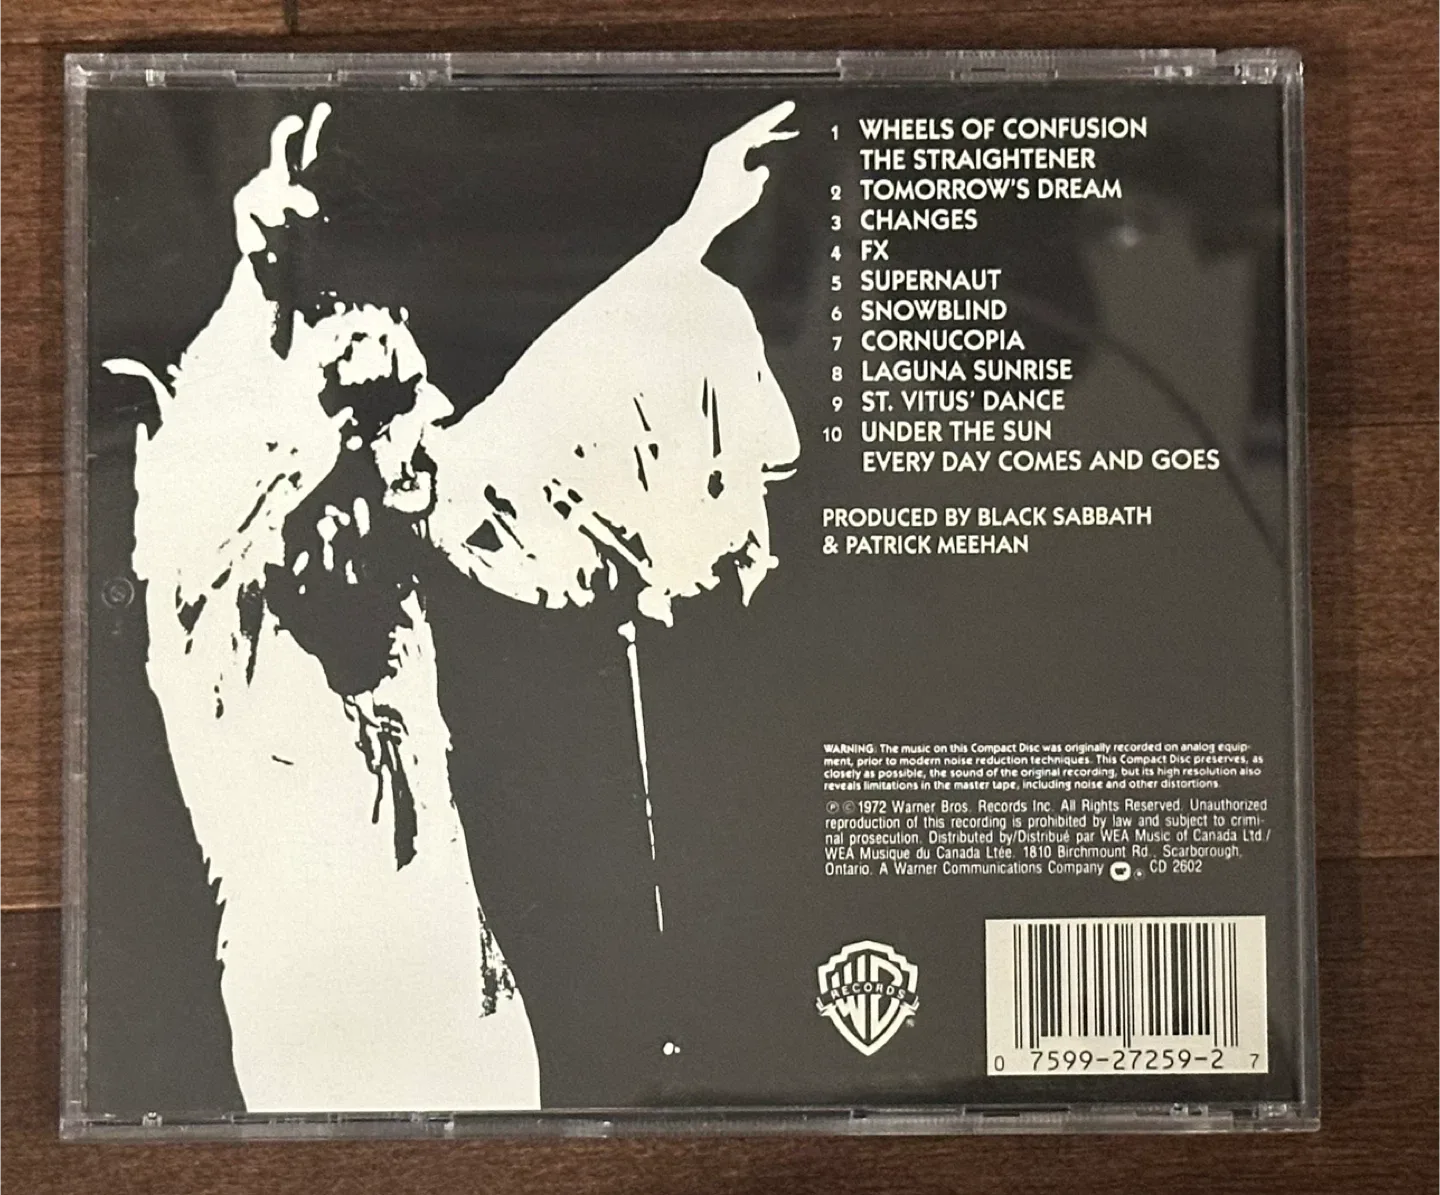 1 WHEELS OF CONFUSION
THE STRAIGHTENER
2 TOMORROW'S DREAM
3 CHANGES
4 FX
5 SUPERNAUT
6 SNOWBLIND
7 CORNUCOPIA
8 LAGUNA SUNRISE
9 ST. VITUS' DANCE
10 UNDER THE SUN
EVERY DAY COMES AND GOES
PRODUCED BY BLACK SABBATH
& PATRICK MEEHAN
WARNING: The music on this Compact Disc was originally recorded on analog equip-
ment, prior to modern noise reduction techniques. This Compact Disc preserves, as
closely as possible, the sound of the original recording, but its high resolution also
reveals limitations in the master tape, including noise and other distortions.
℗ © 1972 Warner Bros. Records Inc. All Rights Reserved. Unauthorized
reproduction of this recording is prohibited by law and subject to crimi-
nal prosecution. Distributed by/Distribué par WEA Music of Canada Ltd./
WEA Musique du Canada Ltée. 1810 Birchmount Rd., Scarborough,
Ontario. A Warner Communications Company ®. CD 2602
WB
RECORDS
®
0 7599-27259-2 7